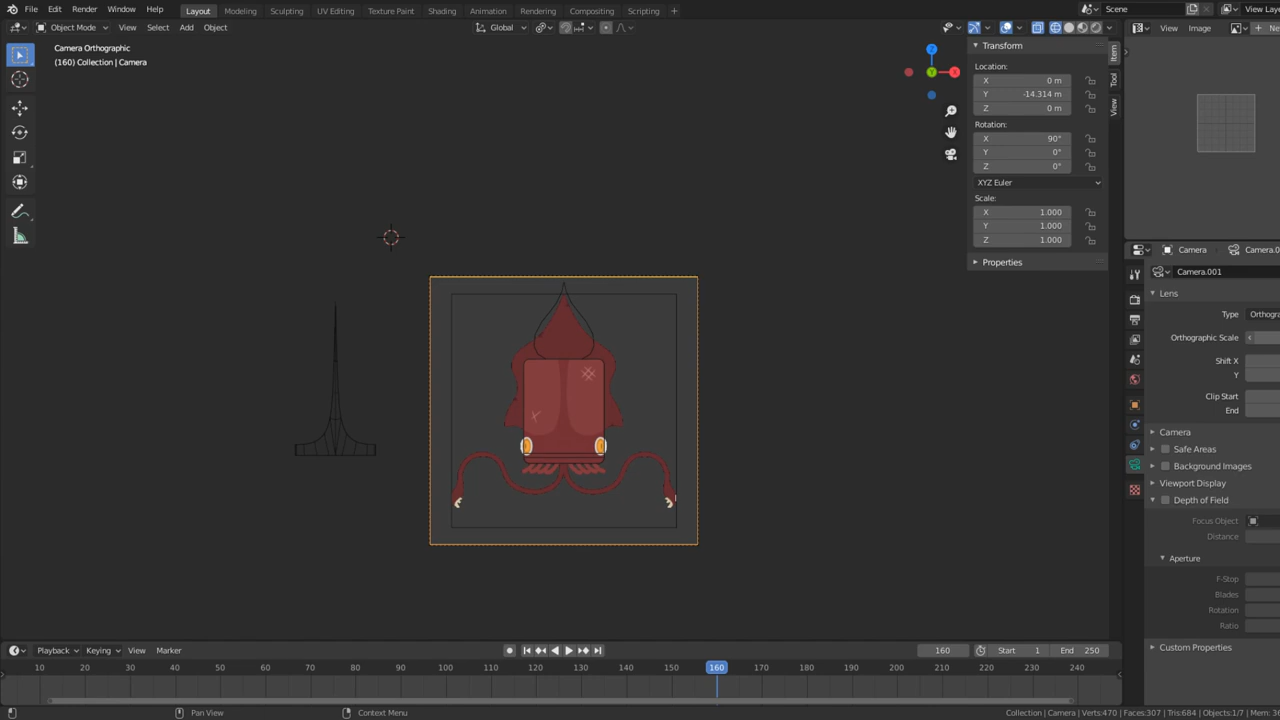 File Edit Render Window Help Layout Modeling Sculpting UV Editing Texture Paint Shading Animation Rendering Compositing Scripting Scene View Laye
Object Mode View Select Add Object Global View Image Ne
Camera Orthographic
(160) Collection | Camera
Transform
Location:
X 0 m
Y -14.314 m
Z 0 m
Rotation:
X 90°
Y 0°
Z 0°
XYZ Euler
Scale:
X 1.000
Y 1.000
Z 1.000
Properties
Item
Tool
View
Z
Y
X
Camera Camera.0
Camera.001
Lens
Type Orthogra
Orthographic Scale
Shift X
Y
Clip Start
End
Camera
Safe Areas
Background Images
Viewport Display
Depth of Field
Focus Object
Distance
Aperture
F-Stop
Blades
Rotation
Ratio
Custom Properties
Playback Keying View Marker 160 Start 1 End 250
10 20 30 40 50 60 70 80 90 100 110 120 130 140 150 160 170 180 190 200 210 220 230 240
Pan View Context Menu Collection | Camera | Verts:470 | Faces:307 | Tris:684 | Objects:1/7 | Mem: 36